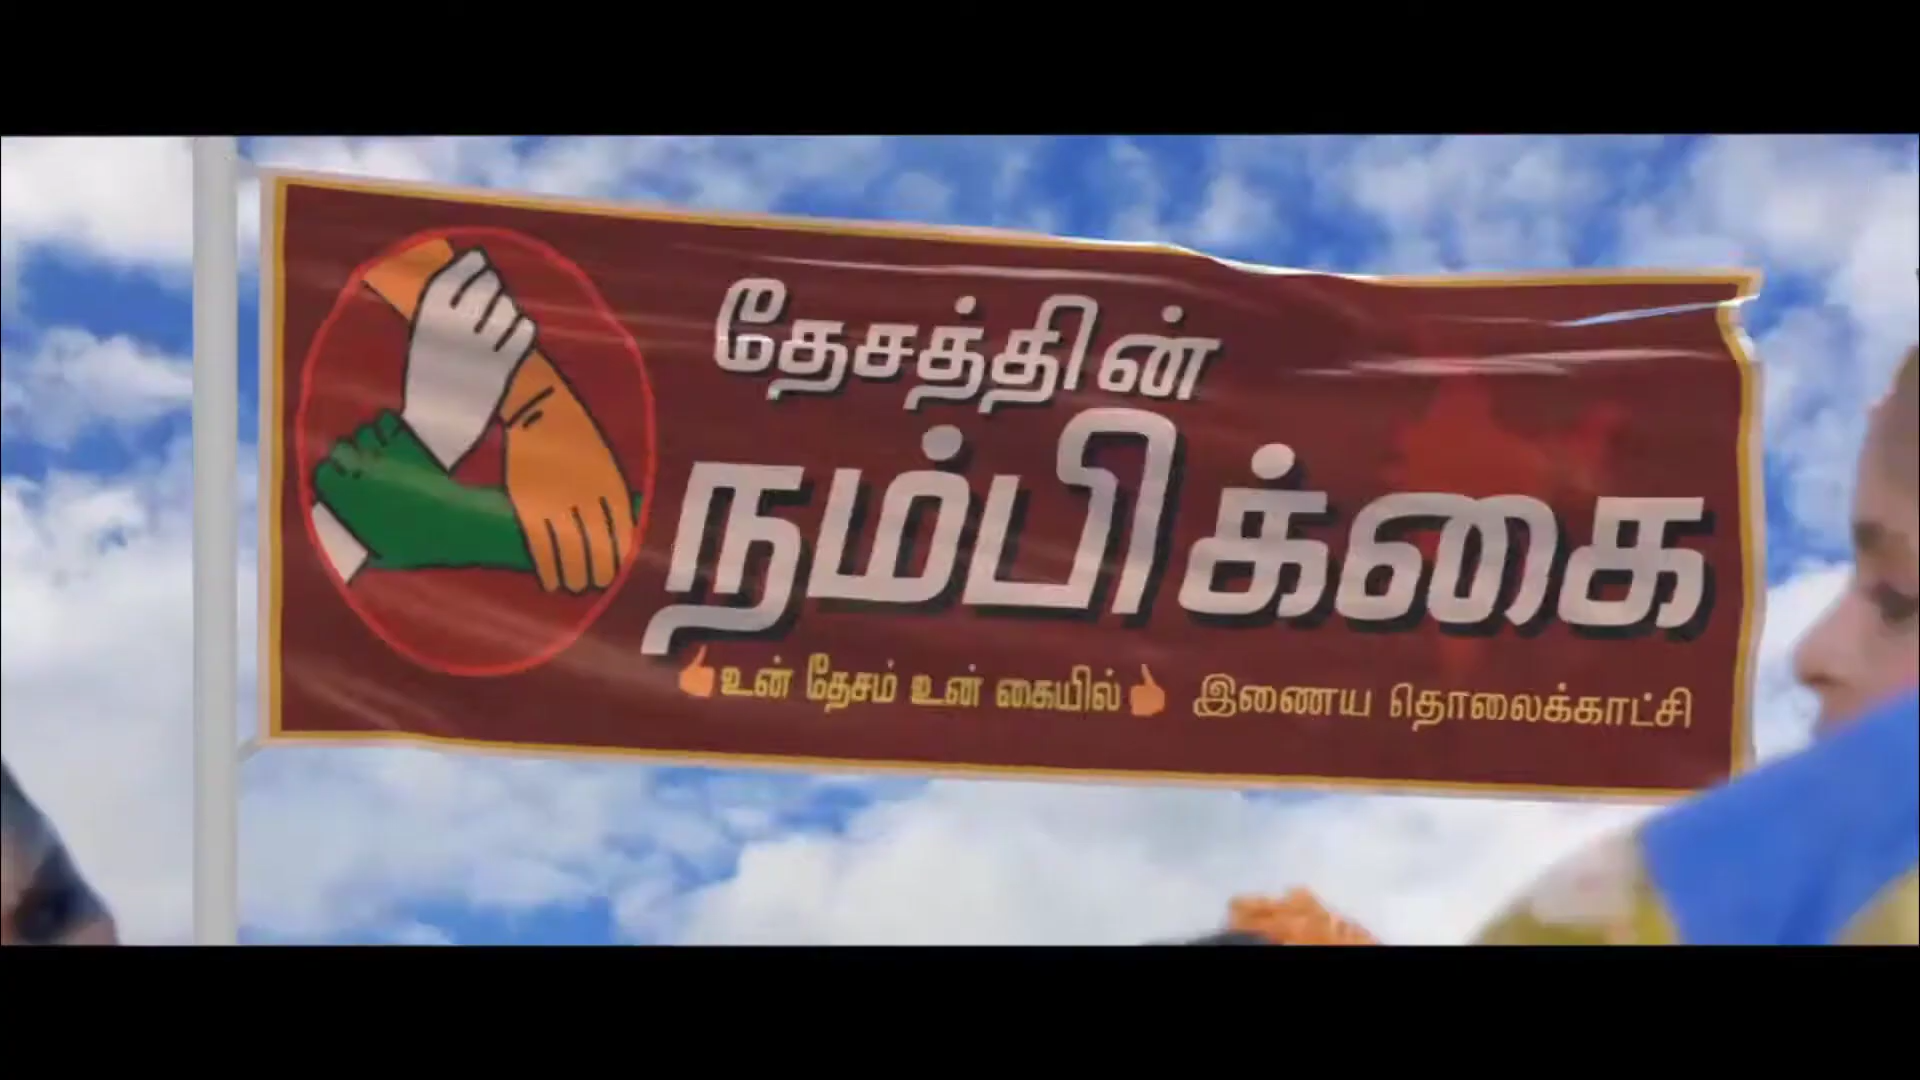 தேசத்தின்
நம்பிக்கை
உன் தேசம் உன் கையில் இணைய தொலைக்காட்சி